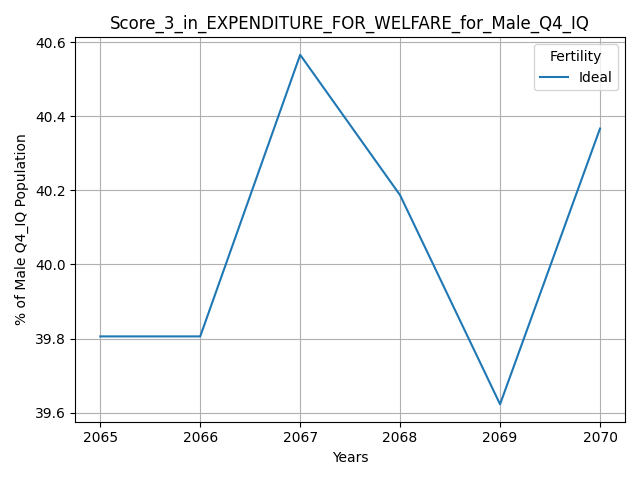 Score_3_in_EXPENDITURE_FOR_WELFARE_for_Male_Q4_IQ
Fertility
Ideal
% of Male Q4_IQ Population
40.6
40.4
40.2
40.0
39.8
39.6
2065 2066 2067 2068 2069 2070
Years